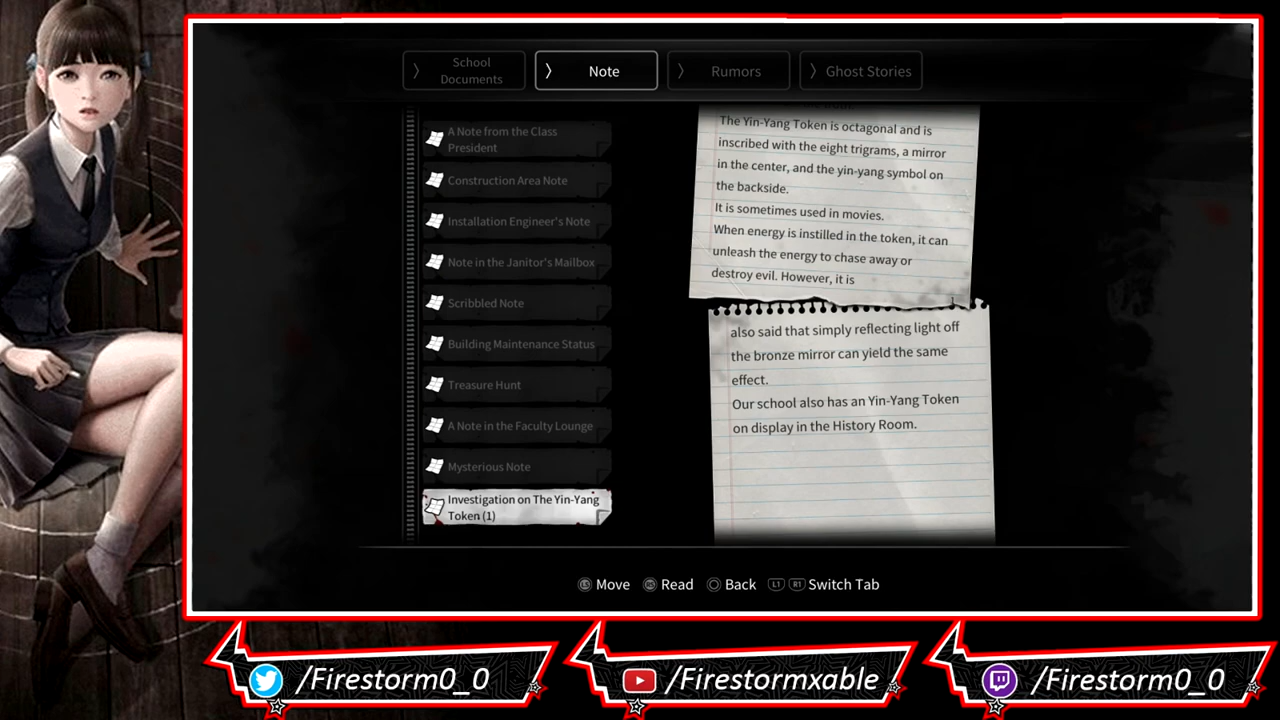 School
Documents
Note
Rumors
Ghost Stories
A Note from the Class
President
Construction Area Note
Installation Engineer's Note
Note in the Janitor's Mailbox
Scribbled Note
Building Maintenance Status
Treasure Hunt
A Note in the Faculty Lounge
Mysterious Note
Investigation on The Yin-Yang
Token (1)
The Yin-Yang Token is octagonal and is
inscribed with the eight trigrams, a mirror
in the center, and the yin-yang symbol on
the backside.
It is sometimes used in movies.
When energy is instilled in the token, it can
unleash the energy to chase away or
destroy evil. However, it is
also said that simply reflecting light off
the bronze mirror can yield the same
effect.
Our school also has an Yin-Yang Token
on display in the History Room.
Move
Read
Back
L1 R1 Switch Tab
/Firestorm0_0
/Firestormxable
/Firestorm0_0